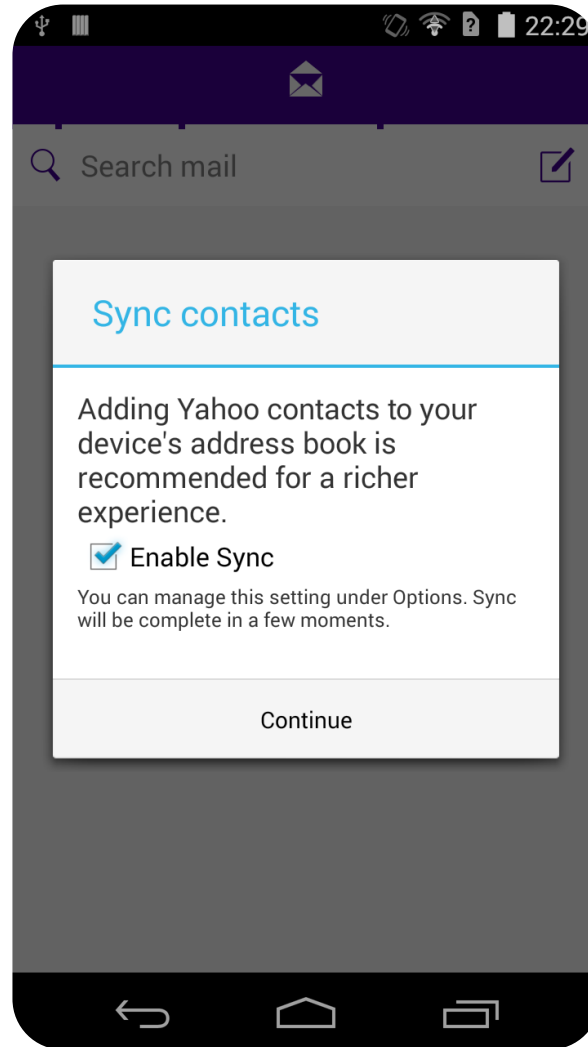 22:29
Search mail
Sync contacts
Adding Yahoo contacts to your
device's address book is
recommended for a richer
experience.
Enable Sync
You can manage this setting under Options. Sync
will be complete in a few moments.
Continue